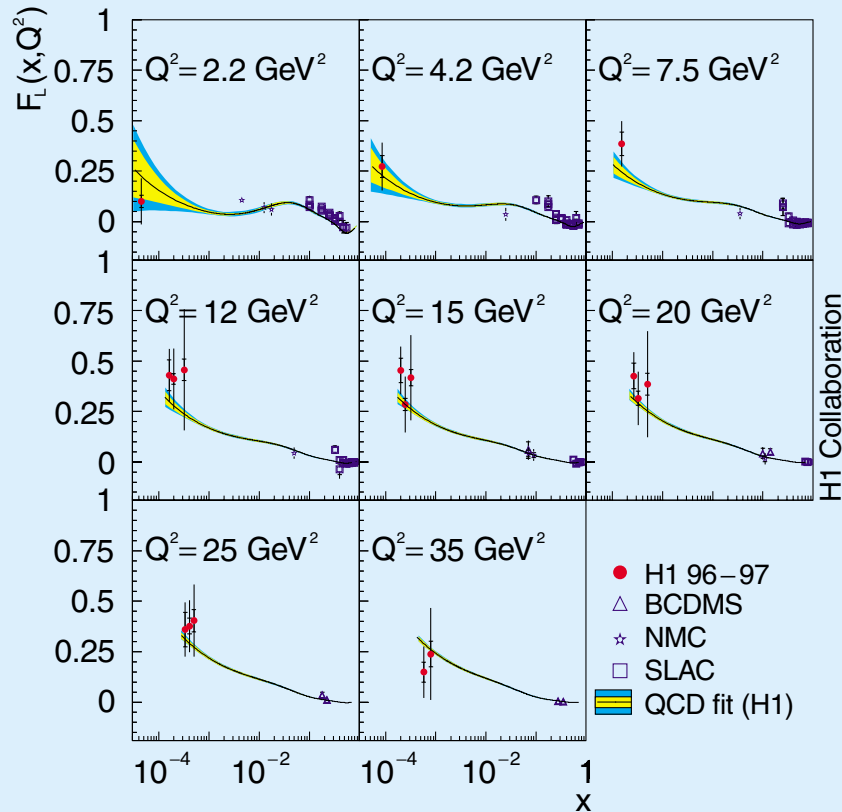 F_L(x,Q²)
1
0.75
0.5
0.25
0
Q² = 2.2 GeV²
Q² = 4.2 GeV²
Q² = 7.5 GeV²
1
0.75
0.5
0.25
0
Q² = 12 GeV²
Q² = 15 GeV²
Q² = 20 GeV²
1
0.75
0.5
0.25
0
Q² = 25 GeV²
Q² = 35 GeV²
H1 96–97
BCDMS
NMC
SLAC
QCD fit (H1)
10⁻⁴ 10⁻² 10⁻⁴ 10⁻² 1
x
H1 Collaboration